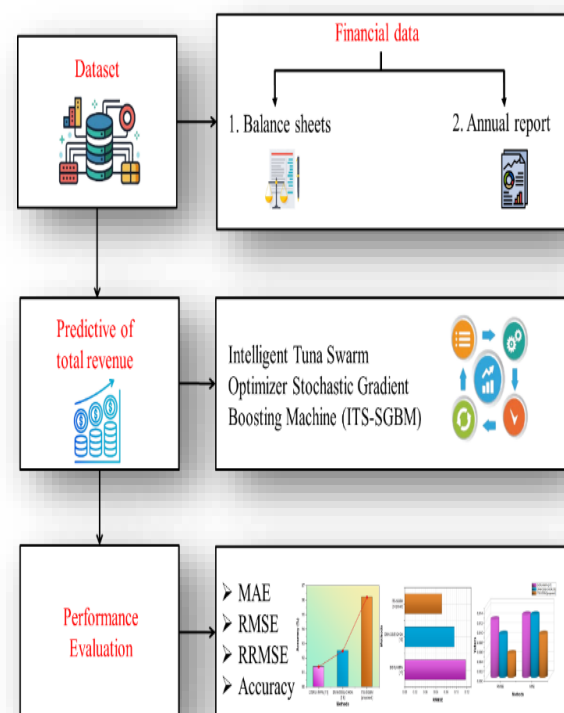 Dataset
Financial data
1. Balance sheets
2. Annual report
Predictive of
total revenue
Intelligent Tuna Swarm
Optimizer Stochastic Gradient
Boosting Machine (ITS-SGBM)
Performance
Evaluation
➢ MAE
➢ RMSE
➢ RRMSE
➢ Accuracy